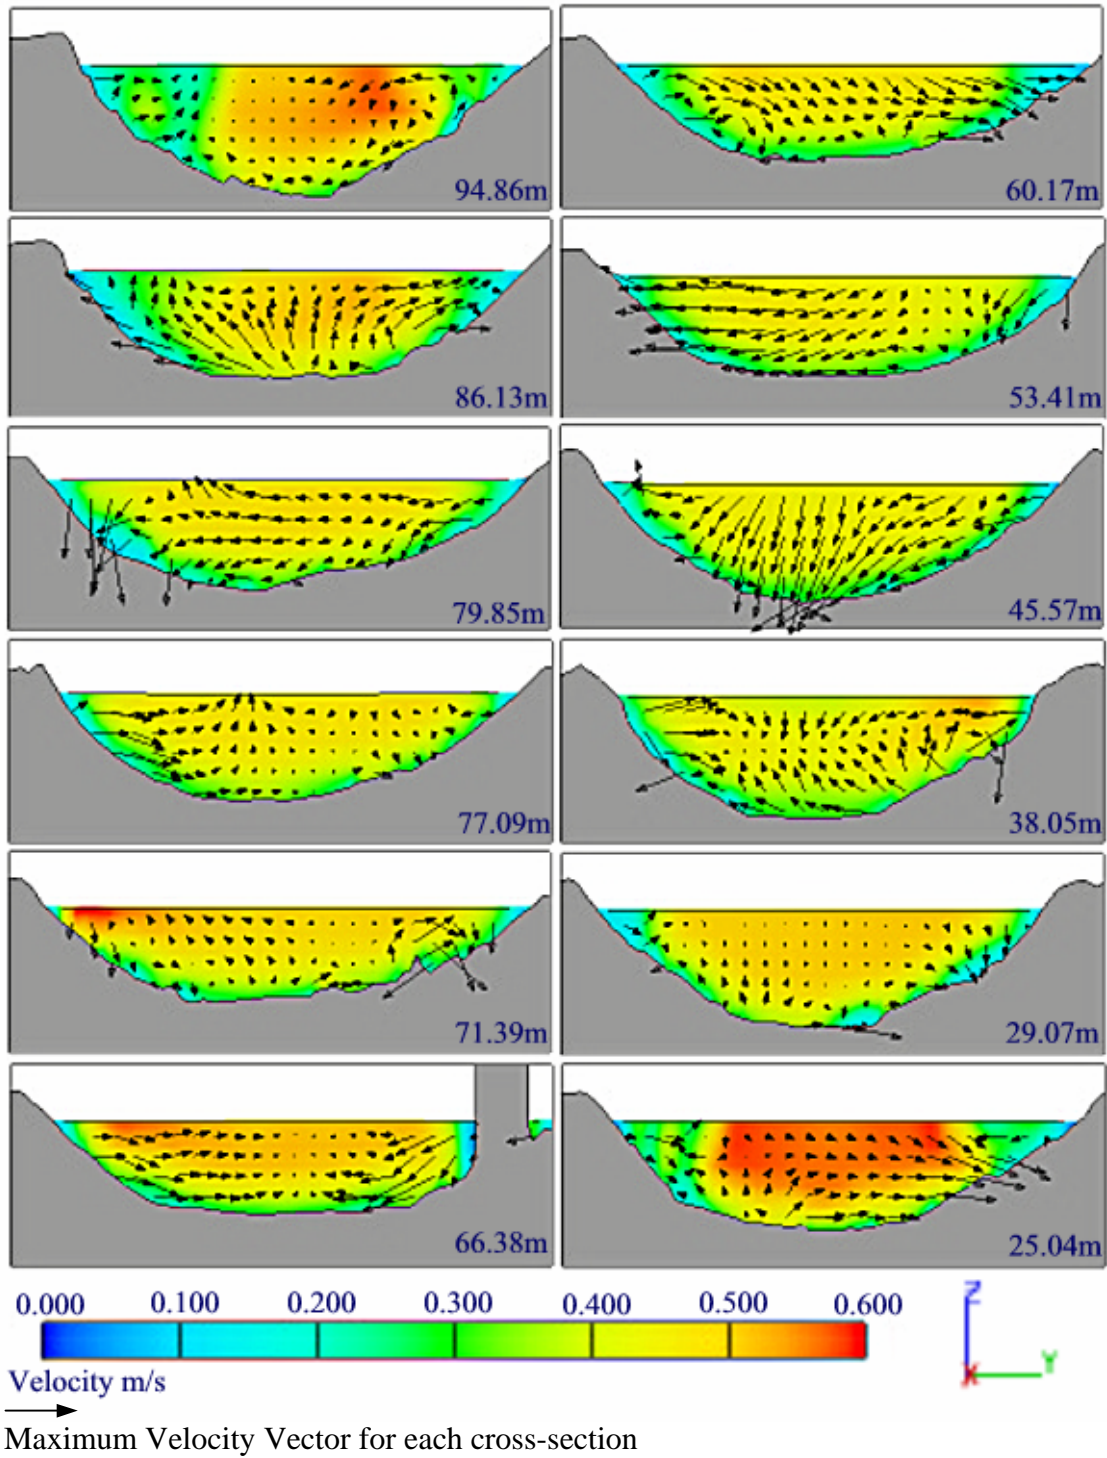 94.86m
60.17m
86.13m
53.41m
79.85m
45.57m
77.09m
38.05m
71.39m
29.07m
66.38m
25.04m
0.000 0.100 0.200 0.300 0.400 0.500 0.600
Velocity m/s
Z
X Y
Maximum Velocity Vector for each cross-section